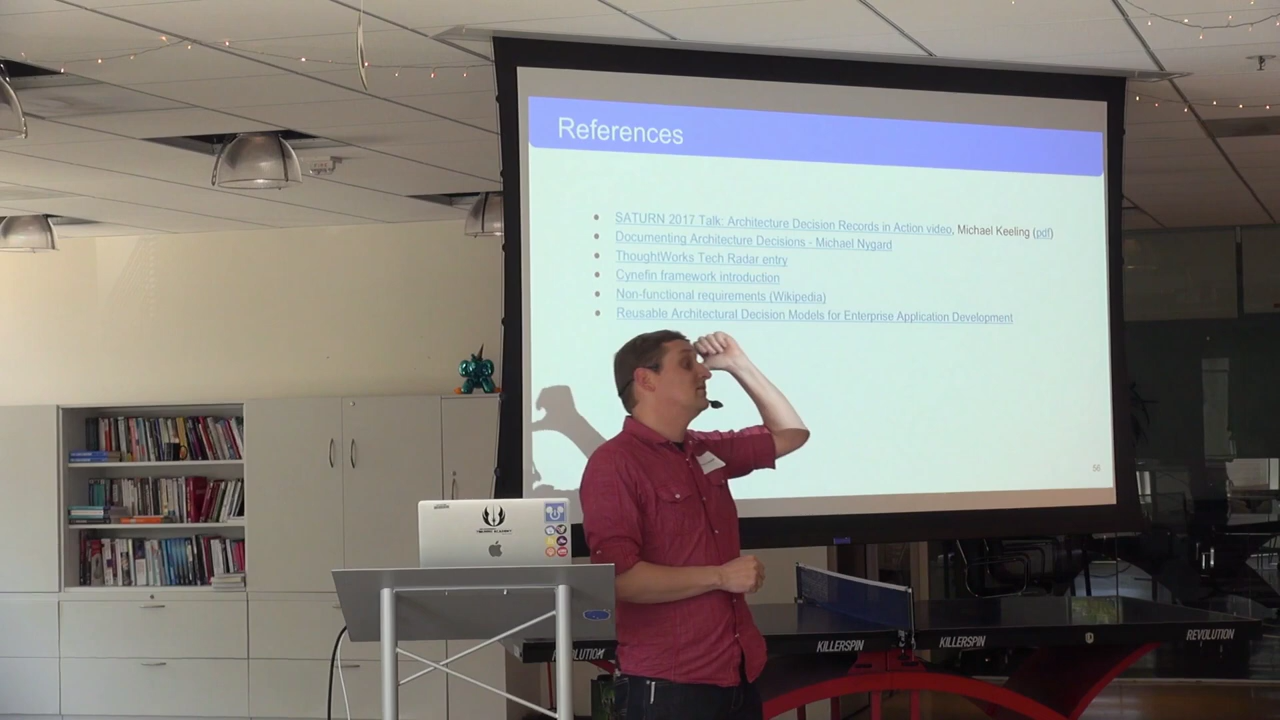 References
SATURN 2017 Talk: Architecture Decision Records in Action video, Michael Keeling (pdf)
Documenting Architecture Decisions - Michael Nygard
ThoughtWorks Tech Radar entry
Cynefin framework introduction
Non-functional requirements (Wikipedia)
Reusable Architectural Decision Models for Enterprise Application Development
56
REVOLUTION
KILLERSPIN
KILLERSPIN
REVOLUTION